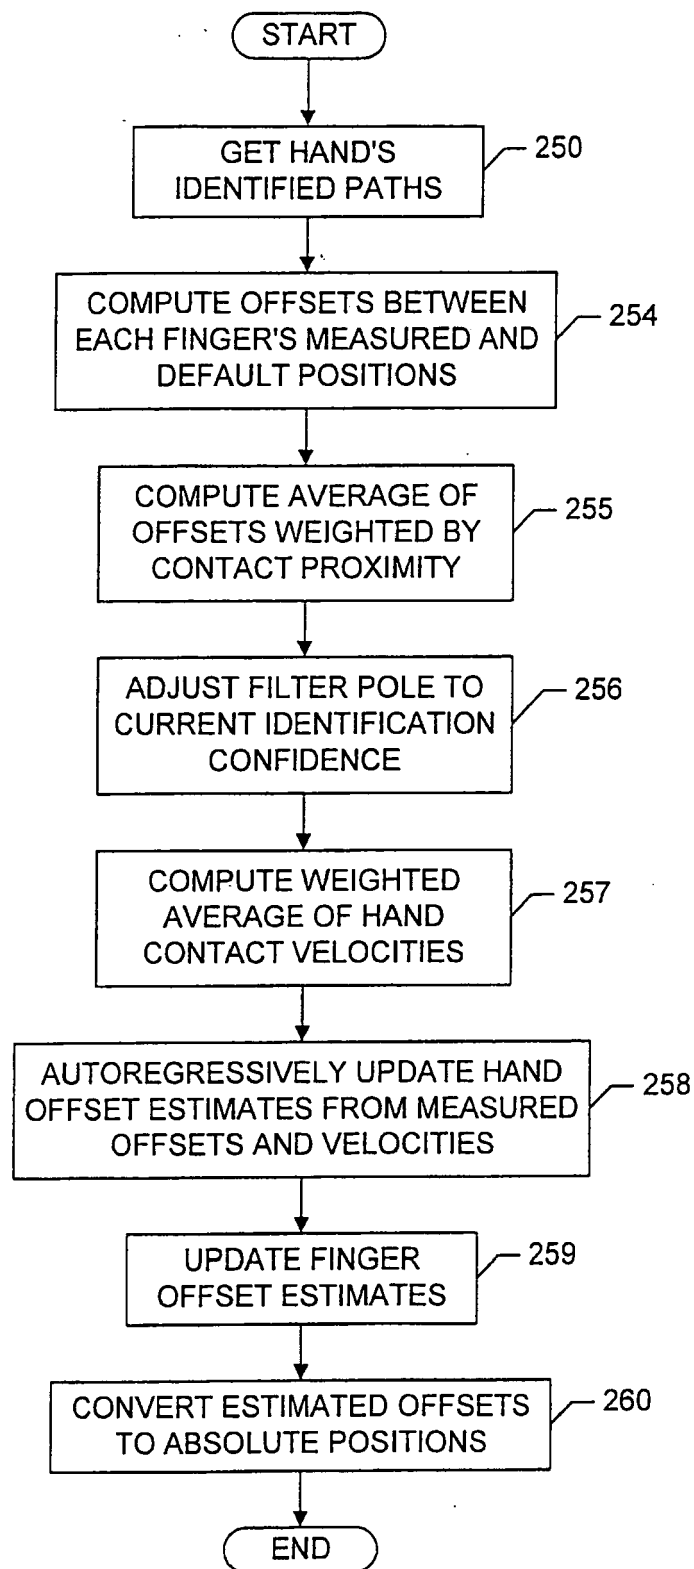 START
GET HAND'S
IDENTIFIED PATHS
250
COMPUTE OFFSETS BETWEEN
EACH FINGER'S MEASURED AND
DEFAULT POSITIONS
254
COMPUTE AVERAGE OF
OFFSETS WEIGHTED BY
CONTACT PROXIMITY
255
ADJUST FILTER POLE TO
CURRENT IDENTIFICATION
CONFIDENCE
256
COMPUTE WEIGHTED
AVERAGE OF HAND
CONTACT VELOCITIES
257
AUTOREGRESSIVELY UPDATE HAND
OFFSET ESTIMATES FROM MEASURED
OFFSETS AND VELOCITIES
258
UPDATE FINGER
OFFSET ESTIMATES
259
CONVERT ESTIMATED OFFSETS
TO ABSOLUTE POSITIONS
260
END